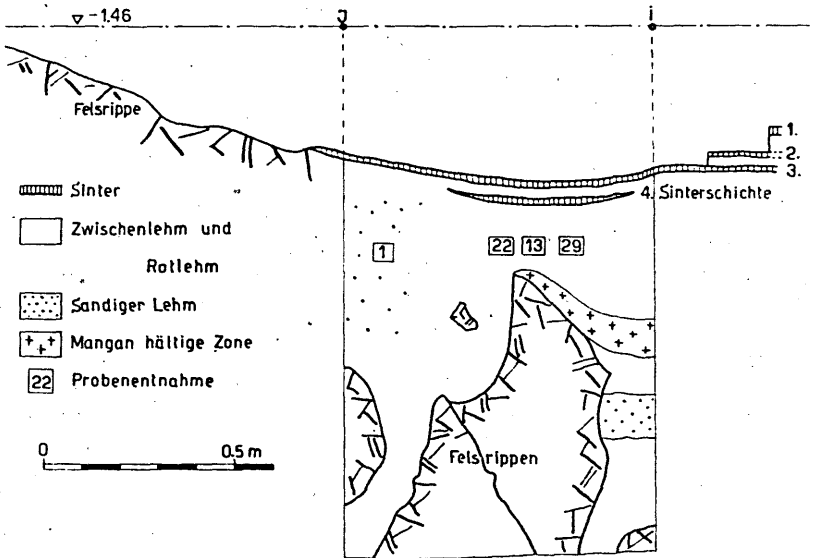 ▽ -1.46
J
i
Felsrippe
1.
2.
3.
4. Sinterschichte
Sinter
Zwischenlehm und
Rotlehm
Sandiger Lehm
Mangan hältige Zone
22 Probenentnahme
1
22 13 29
Felsrippen
0 0.5 m